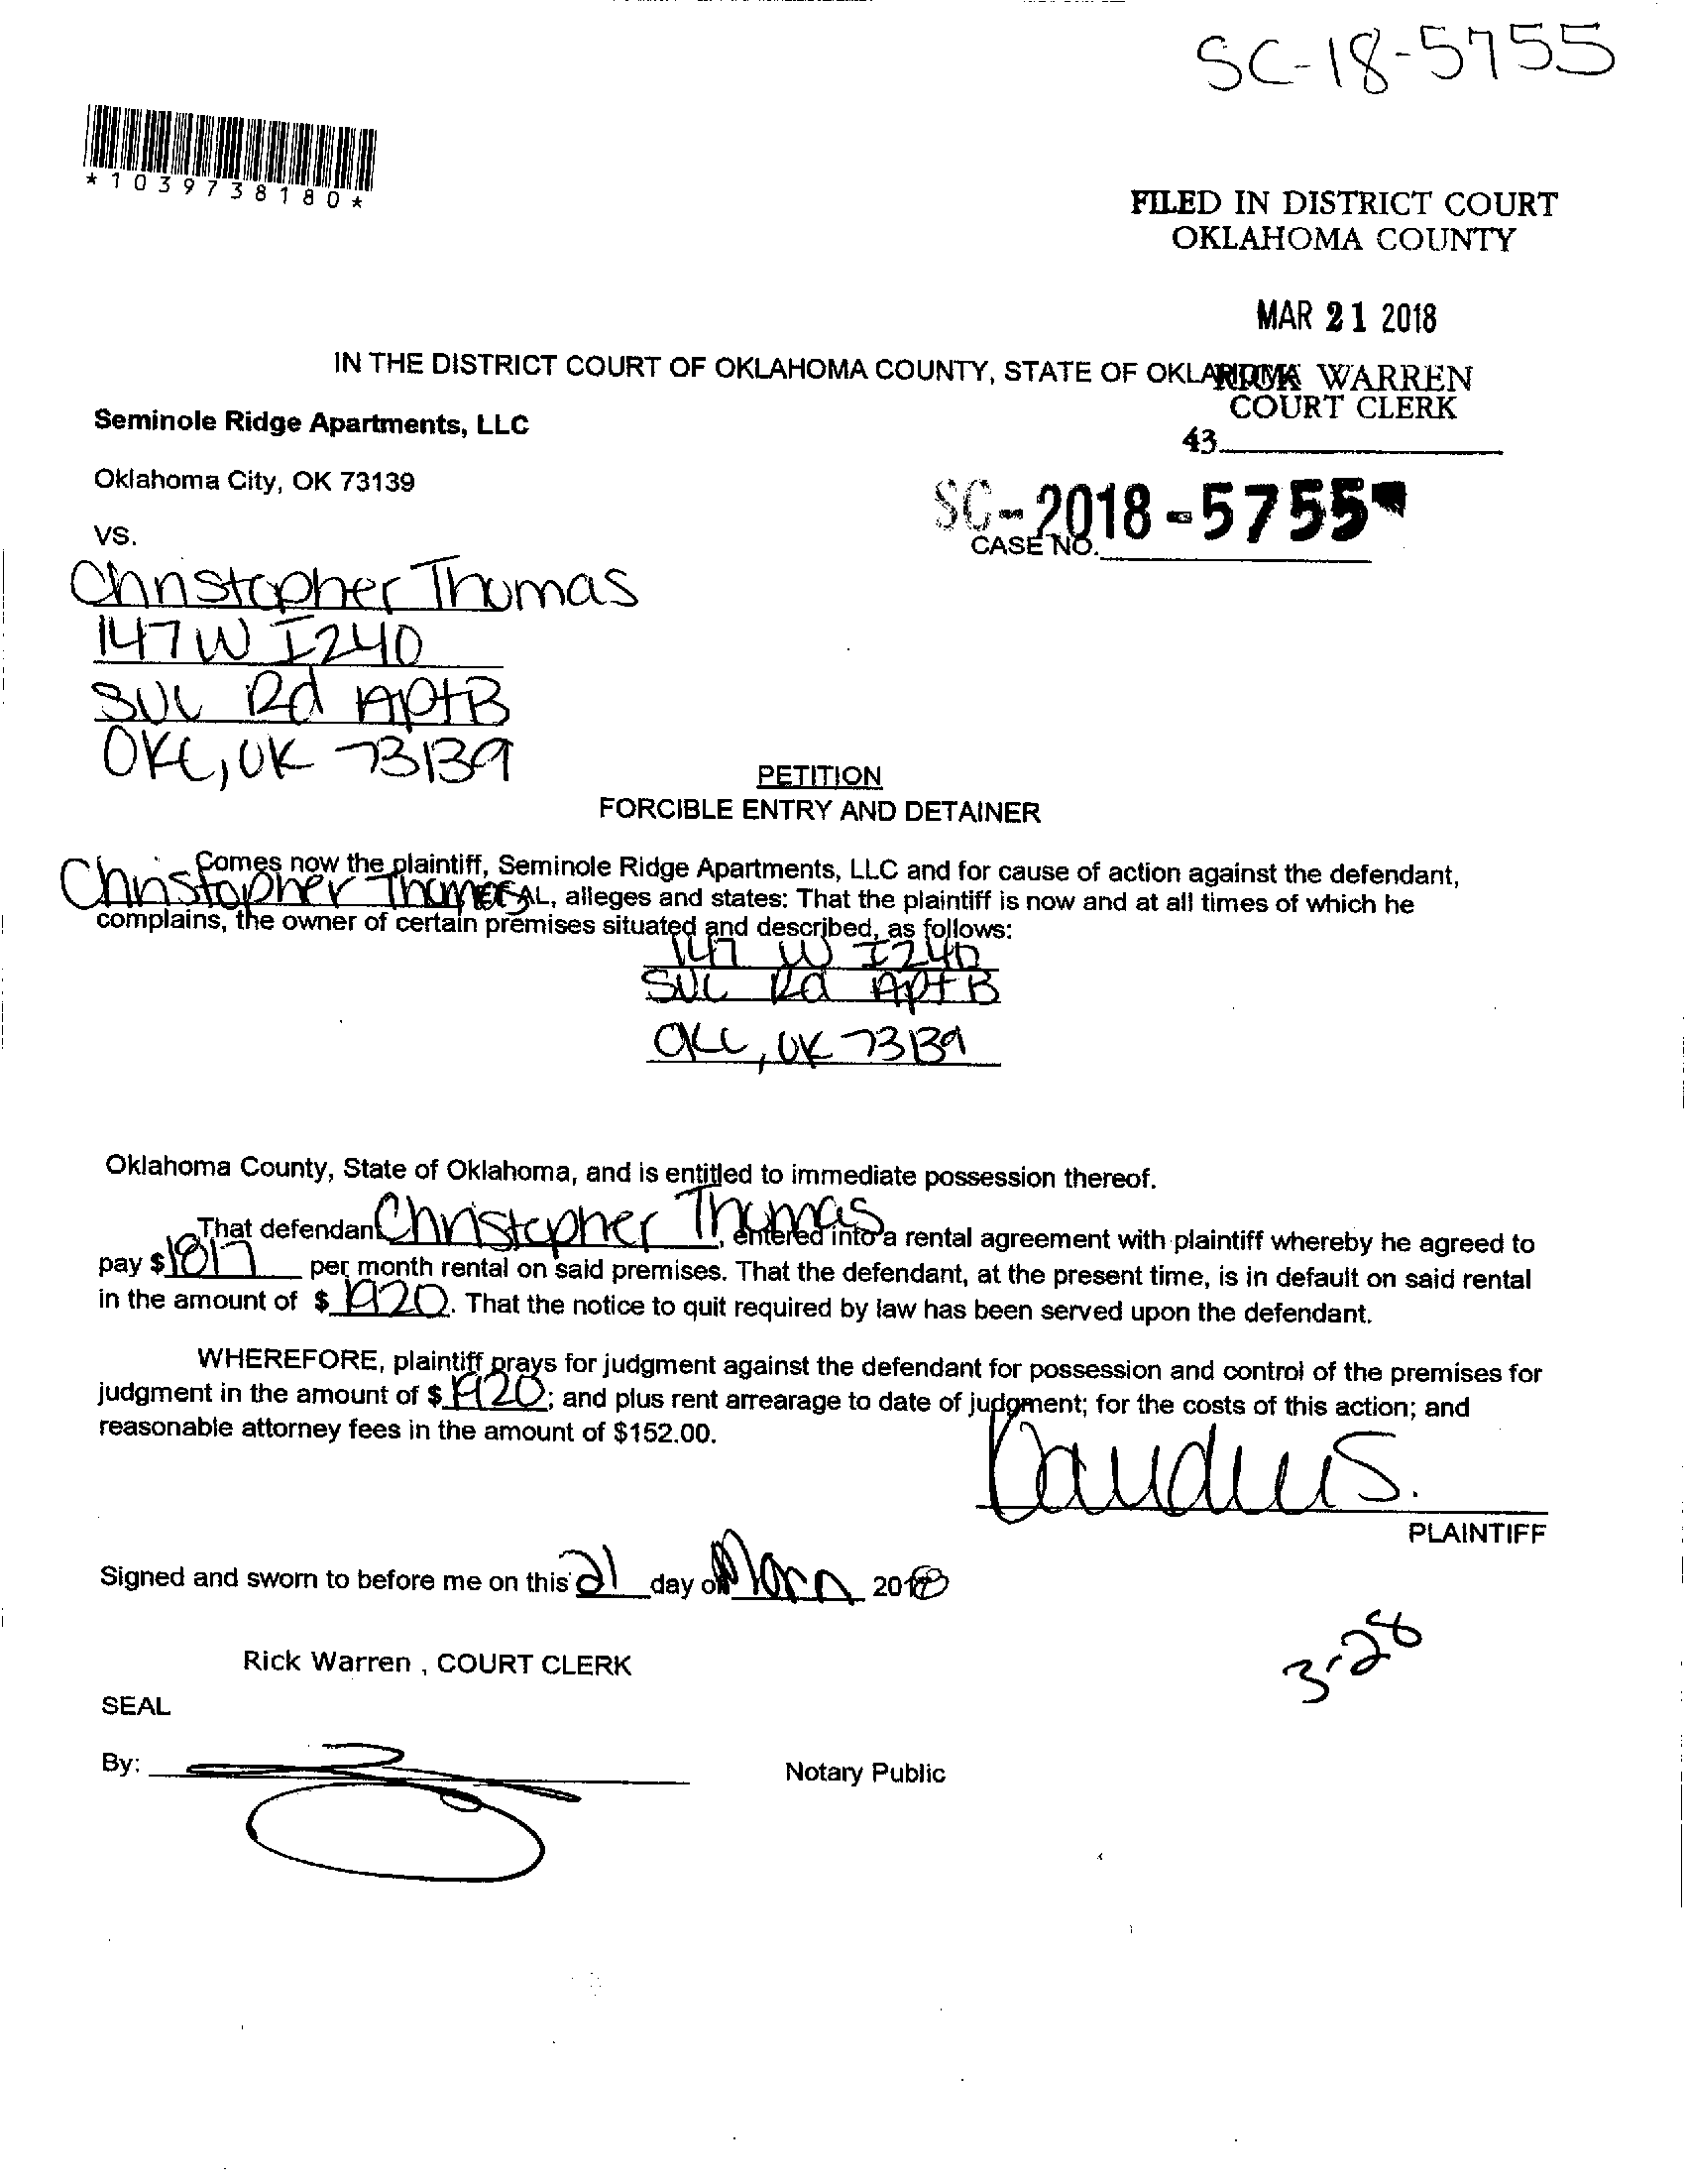 SC-18-5755
*1039738180*
FILED IN DISTRICT COURT
OKLAHOMA COUNTY
MAR 21 2018
IN THE DISTRICT COURT OF OKLAHOMA COUNTY, STATE OF OKLAHOMA
RICK WARREN
COURT CLERK
43
Seminole Ridge Apartments, LLC
Oklahoma City, OK 73139
SC-2018-5755
CASE NO.
VS.
Christopher Thomas
147 W I240
SVC Rd Apt B
OKC, OK 73139
PETITION
FORCIBLE ENTRY AND DETAINER
Comes now the plaintiff, Seminole Ridge Apartments, LLC and for cause of action against the defendant,
Christopher Thomas AL, alleges and states: That the plaintiff is now and at all times of which he
complains, the owner of certain premises situated and described, as follows:
147 W I240
SVC Rd Apt B
OKC, OK 73139
Oklahoma County, State of Oklahoma, and is entitled to immediate possession thereof.
That defendant Christopher Thomas, entered into a rental agreement with plaintiff whereby he agreed to
pay $1817 per month rental on said premises. That the defendant, at the present time, is in default on said rental
in the amount of $ 1920. That the notice to quit required by law has been served upon the defendant.
WHEREFORE, plaintiff prays for judgment against the defendant for possession and control of the premises for
judgment in the amount of $ 1920; and plus rent arrearage to date of judgment; for the costs of this action; and
reasonable attorney fees in the amount of $152.00.
PLAINTIFF
Signed and sworn to before me on this 21 day of March 2018
3-28
Rick Warren , COURT CLERK
SEAL
By:
Notary Public